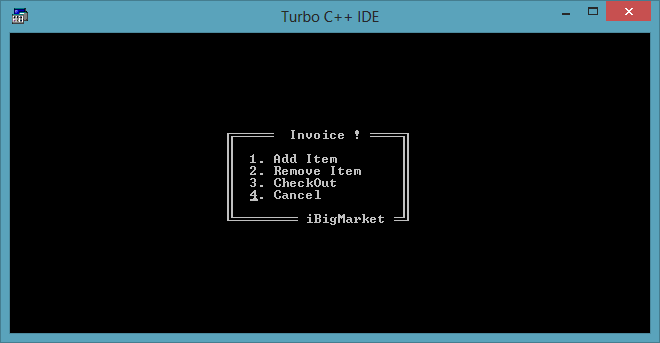 Turbo C++ IDE
Invoice !
1. Add Item
2. Remove Item
3. CheckOut
4. Cancel
iBigMarket